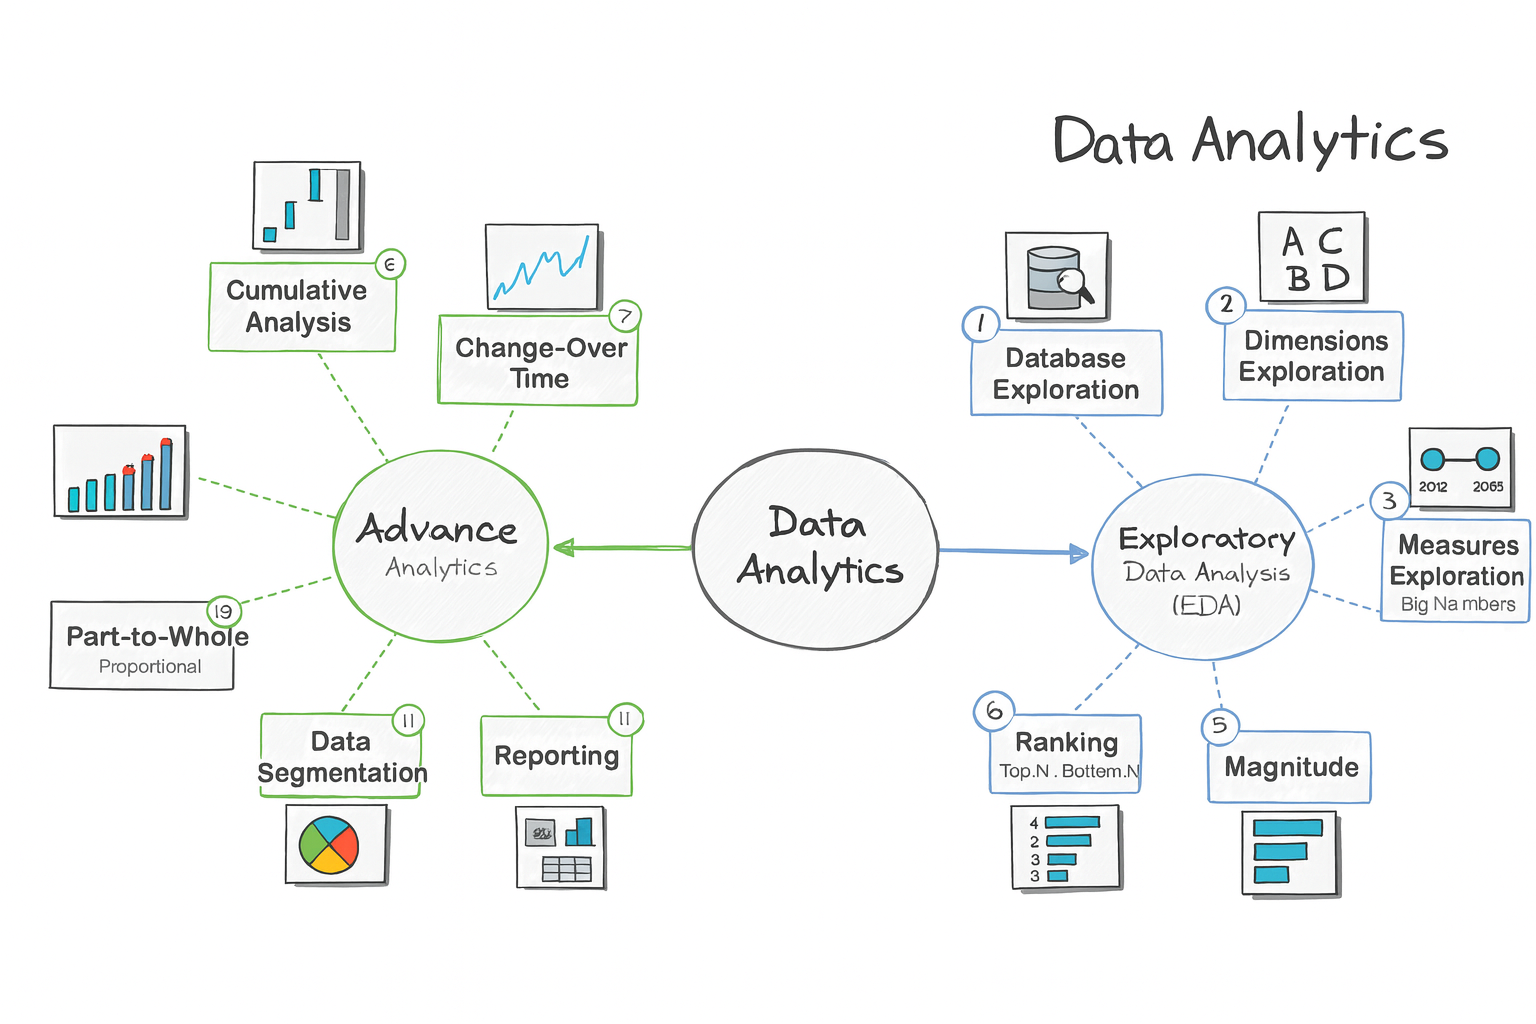 Data Analytics
Cumulative
Analysis
7
Change-Over
Time
Advance
Analytics
19
Part-to-Whole
Proportional
11
Data
Segmentation
11
Reporting
Data
Analytics
1
Database
Exploration
A C
B D
2
Dimensions
Exploration
2012 2065
3
Measures
Exploration
Big Na mbers
Exploratory
Data Analysis
(EDA)
6
Ranking
Top.N . Bottem.N
4
2
3
3
5
Magnitude